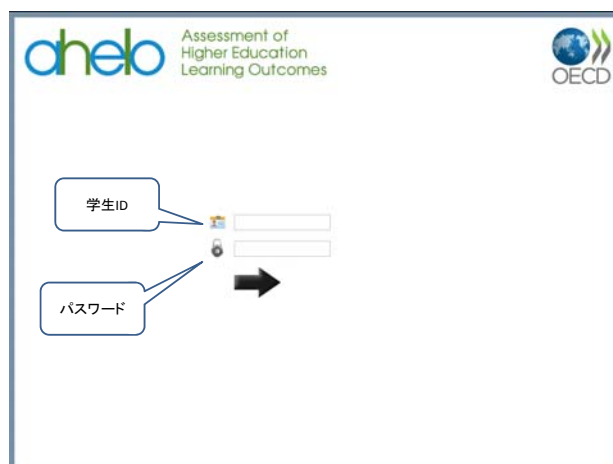 ahelo
Assessment of
Higher Education
Learning Outcomes
OECD
学生ID
パスワード